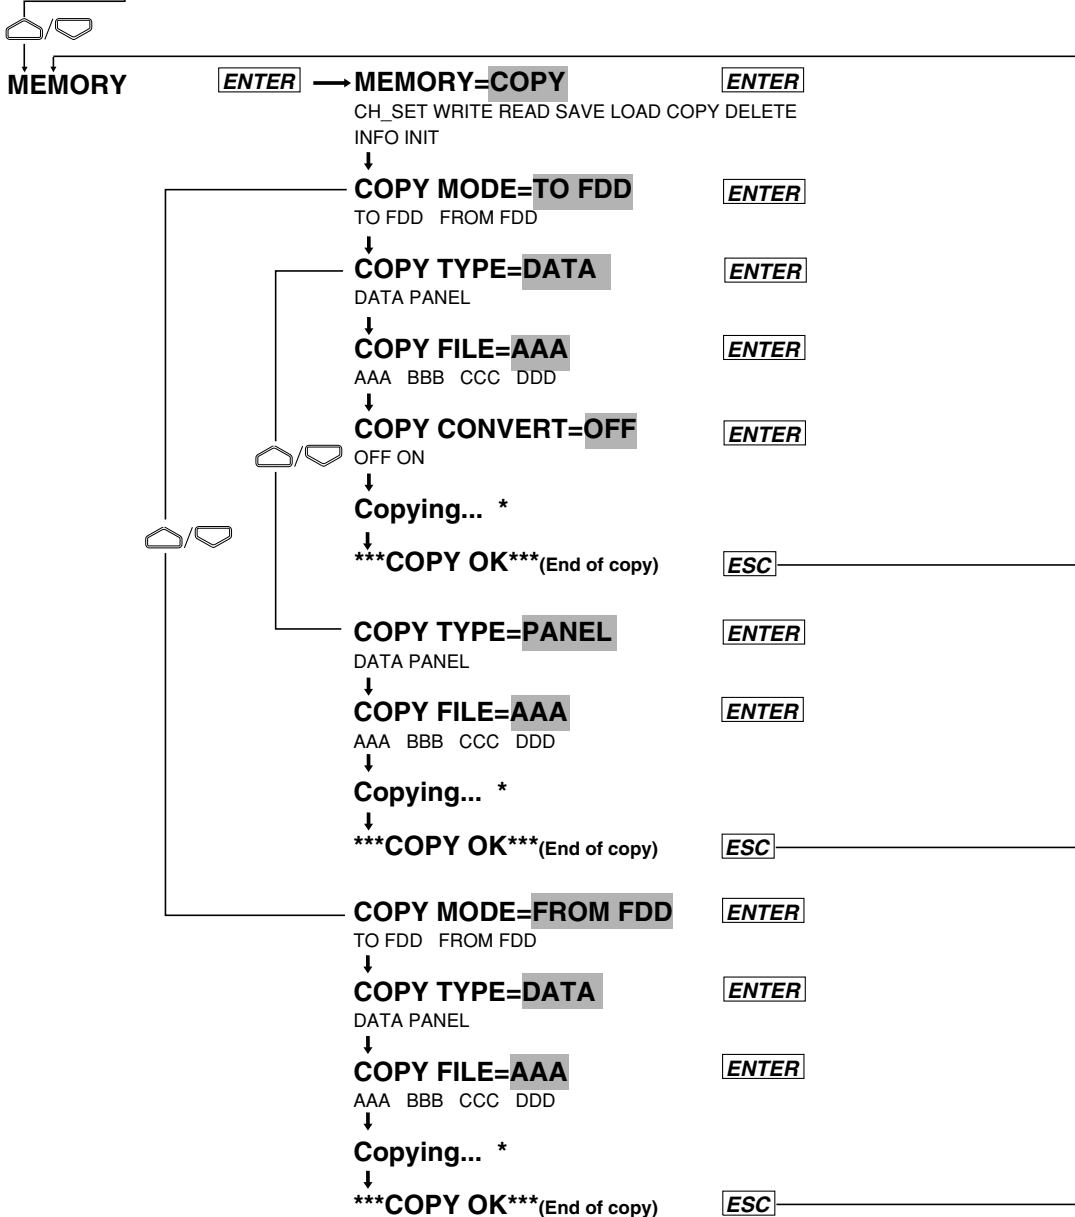 /
MEMORY ENTER MEMORY=COPY ENTER
CH_SET WRITE READ SAVE LOAD COPY DELETE
INFO INIT
COPY MODE=TO FDD ENTER
TO FDD FROM FDD
COPY TYPE=DATA ENTER
DATA PANEL
COPY FILE=AAA ENTER
AAA BBB CCC DDD
COPY CONVERT=OFF ENTER
/ OFF ON
Copying... *
/
***COPY OK***(End of copy) ESC
COPY TYPE=PANEL ENTER
DATA PANEL
COPY FILE=AAA ENTER
AAA BBB CCC DDD
Copying... *
***COPY OK***(End of copy) ESC
COPY MODE=FROM FDD ENTER
TO FDD FROM FDD
COPY TYPE=DATA ENTER
DATA PANEL
COPY FILE=AAA ENTER
AAA BBB CCC DDD
Copying... *
***COPY OK***(End of copy) ESC